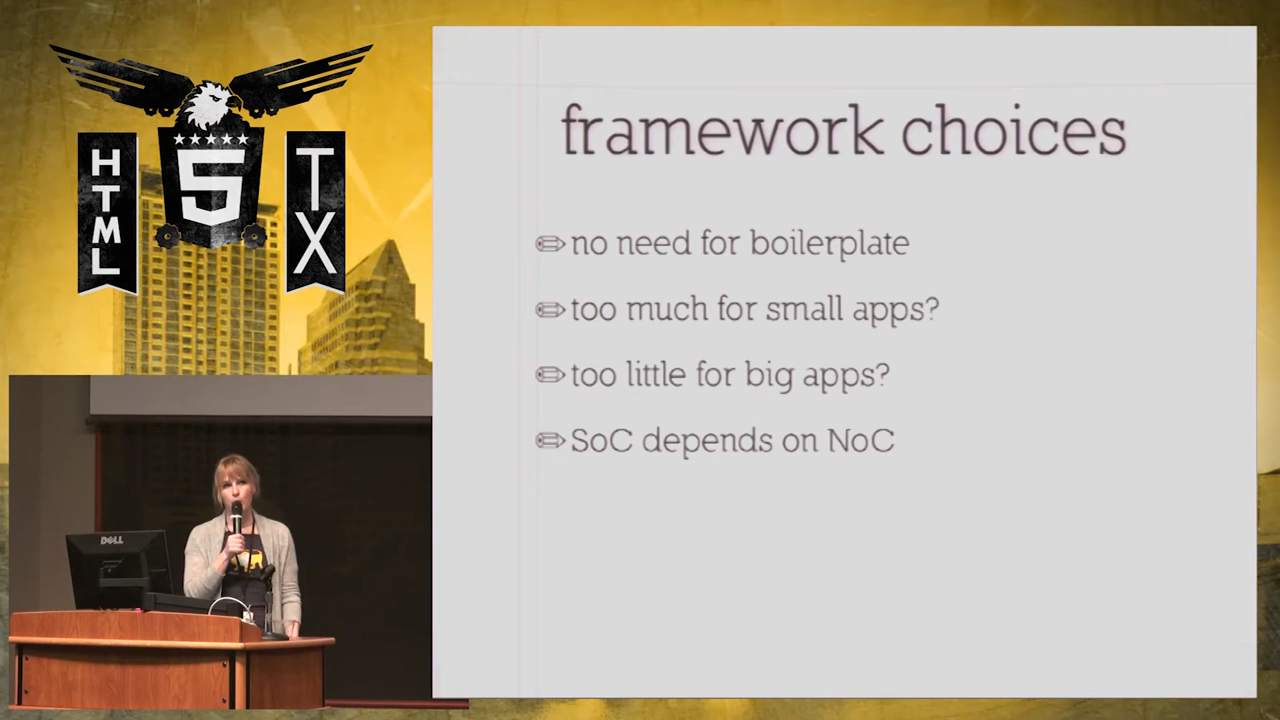 HTML
5
TX
framework choices
no need for boilerplate
too much for small apps?
too little for big apps?
SoC depends on NoC
DELL